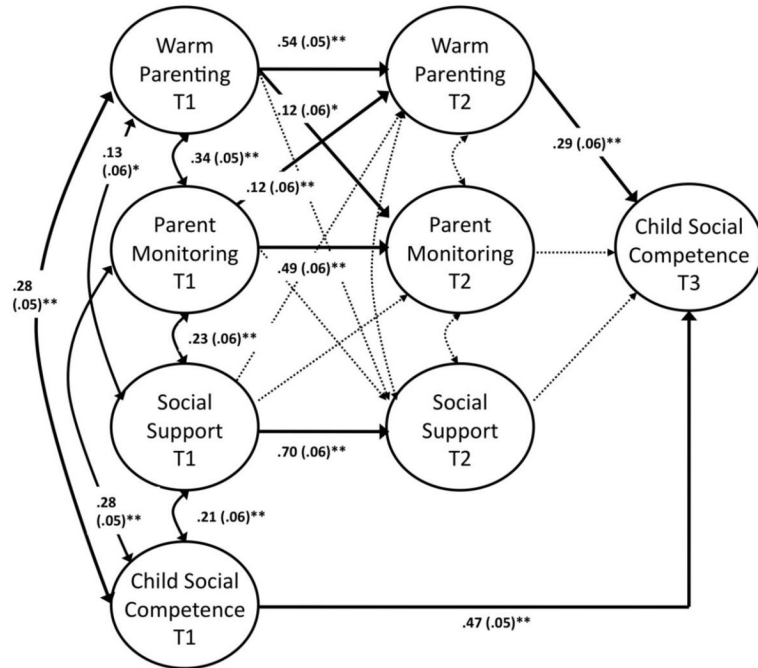 Warm
Parenting
T1
.54 (.05)**
Warm
Parenting
T2
.12 (.06)*
.13
(.06)*
.34 (.05)**
.29 (.06)**
.12 (.06)**
Parent
Monitoring
T1
Parent
Monitoring
T2
Child Social
Competence
T3
.49 (.06)**
.28
(.05)**
.23 (.06)**
Social
Support
T1
Social
Support
T2
.70 (.06)**
.28
(.05)**
.21 (.06)**
Child Social
Competence
T1
.47 (.05)**